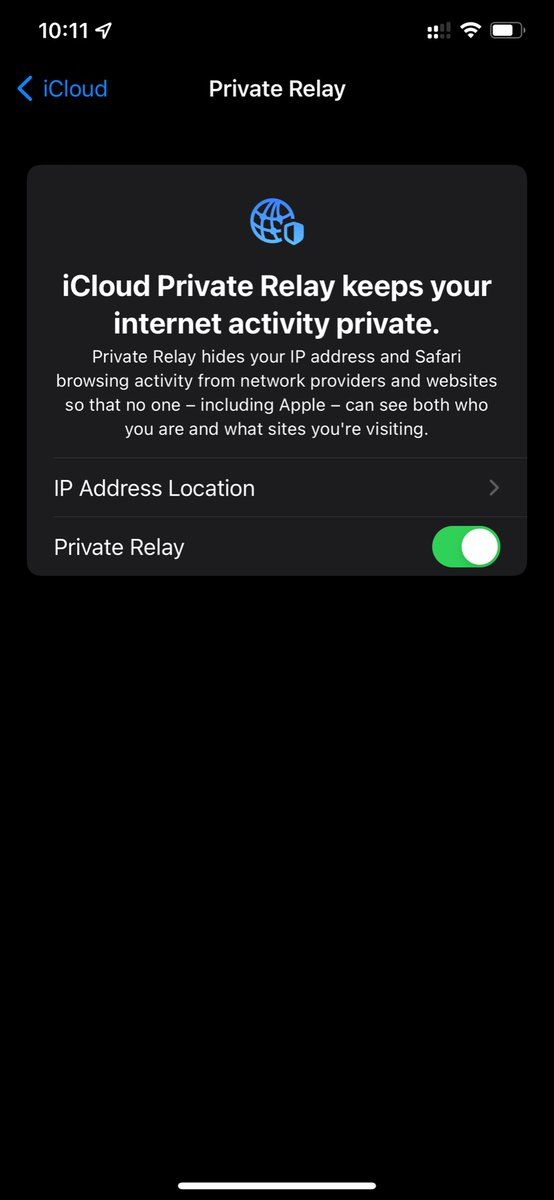 10:11
iCloud
Private Relay
iCloud Private Relay keeps your
internet activity private.
Private Relay hides your IP address and Safari
browsing activity from network providers and websites
so that no one – including Apple – can see both who
you are and what sites you're visiting.
IP Address Location
Private Relay